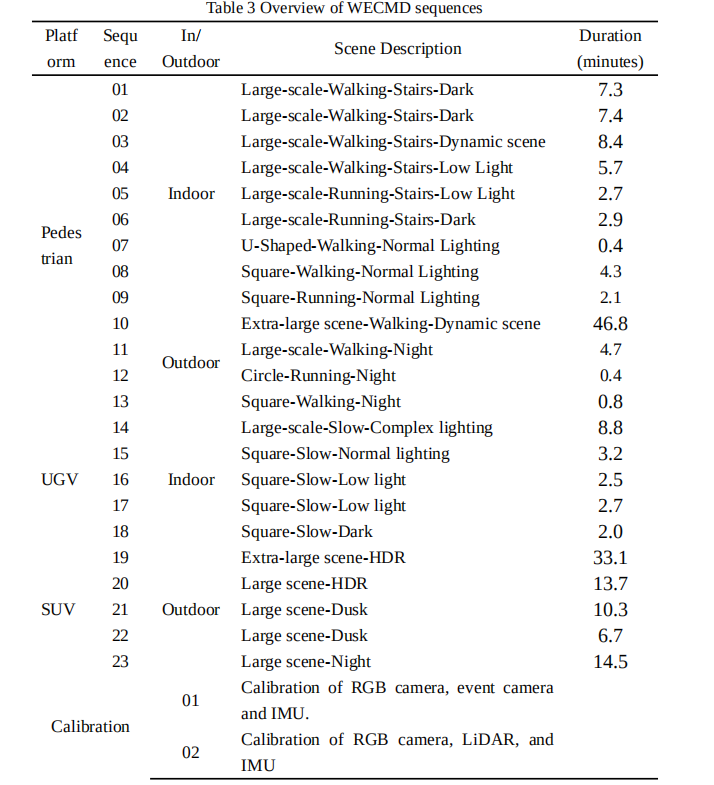 Table 3 Overview of WECMD sequences
Platf Sequ In/ Scene Description Duration
orm ence Outdoor (minutes)
01 Large-scale-Walking-Stairs-Dark 7.3
02 Large-scale-Walking-Stairs-Dark 7.4
03 Large-scale-Walking-Stairs-Dynamic scene 8.4
04 Large-scale-Walking-Stairs-Low Light 5.7
05 Indoor Large-scale-Running-Stairs-Low Light 2.7
06 Large-scale-Running-Stairs-Dark 2.9
Pedes
trian
07 U-Shaped-Walking-Normal Lighting 0.4
08 Square-Walking-Normal Lighting 4.3
09 Square-Running-Normal Lighting 2.1
10 Extra-large scene-Walking-Dynamic scene 46.8
11 Large-scale-Walking-Night 4.7
Outdoor
12 Circle-Running-Night 0.4
13 Square-Walking-Night 0.8
14 Large-scale-Slow-Complex lighting 8.8
15 Square-Slow-Normal lighting 3.2
UGV 16 Indoor Square-Slow-Low light 2.5
17 Square-Slow-Low light 2.7
18 Square-Slow-Dark 2.0
19 Extra-large scene-HDR 33.1
20 Large scene-HDR 13.7
SUV 21 Outdoor Large scene-Dusk 10.3
22 Large scene-Dusk 6.7
23 Large scene-Night 14.5
Calibration
01 Calibration of RGB camera, event camera
and IMU.
02 Calibration of RGB camera, LiDAR, and
IMU